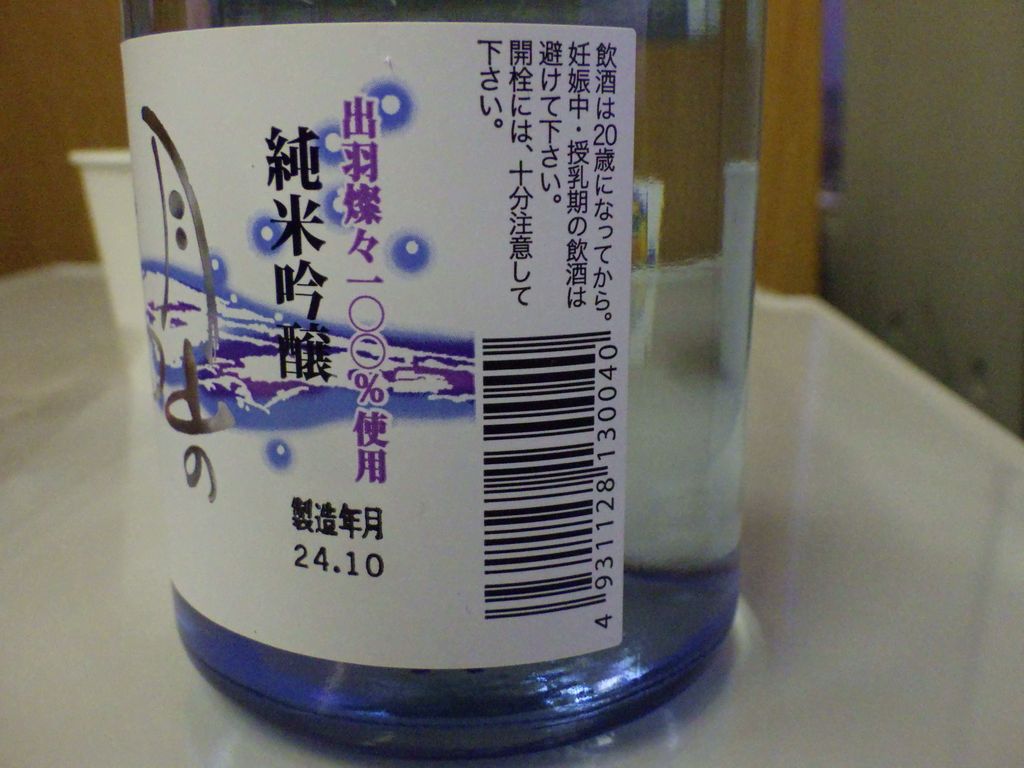 飲酒は20歳になってから。
妊娠中・授乳期の飲酒は
避けて下さい。
開栓には、十分注意して
下さい。
出羽燦々一〇〇%使用
純米吟醸
製造年月
24.10
4 931128 130040